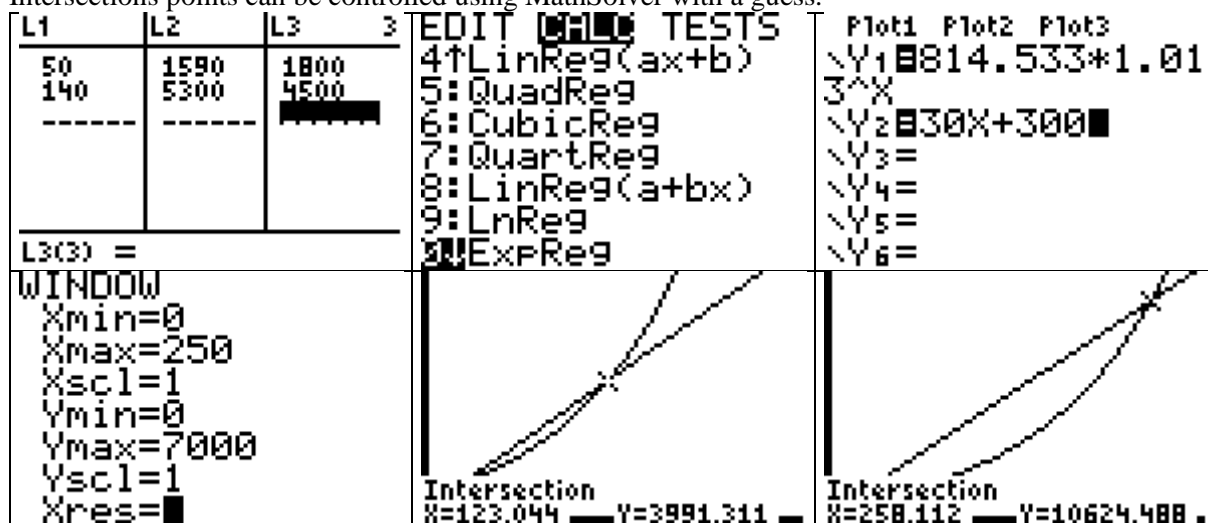 Intersections points can be controlled using MathSolver with a guess.
L1 L2 L3 3
50 1590 1800
140 5300 4500
------ ------
L3(3) =
EDIT CALC TESTS
4↑LinReg(ax+b)
5:QuadReg
6:CubicReg
7:QuartReg
8:LinReg(a+bx)
9:LnReg
0↓ExpReg
Plot1 Plot2 Plot3
\Y1=814.533*1.01
3^X
\Y2=30X+300
\Y3=
\Y4=
\Y5=
\Y6=
WINDOW
Xmin=0
Xmax=250
Xscl=1
Ymin=0
Ymax=7000
Yscl=1
Xres=
Intersection
X=123.044 Y=3991.311
Intersection
X=258.112 Y=10624.488